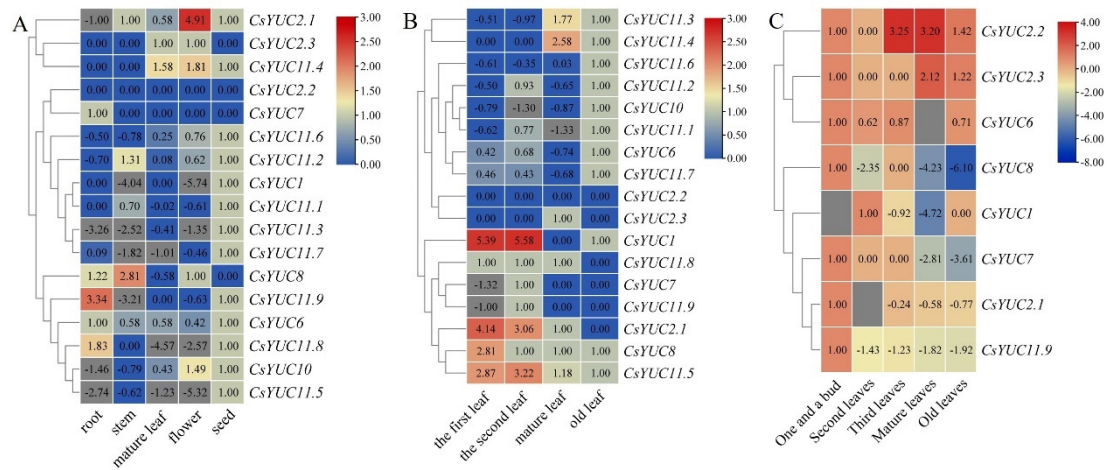 A
-1.00 1.00 0.58 4.91 1.00 CsYUC2.1
0.00 0.00 1.00 1.00 0.00 CsYUC2.3
0.00 0.00 1.58 1.81 1.00 CsYUC11.4
0.00 0.00 0.00 0.00 0.00 CsYUC2.2
1.00 0.00 0.00 0.00 0.00 CsYUC7
-0.50 -0.78 0.25 0.76 1.00 CsYUC11.6
-0.70 1.31 0.08 0.62 1.00 CsYUC11.2
0.00 -4.04 0.00 -5.74 1.00 CsYUC1
0.00 0.70 -0.02 -0.61 1.00 CsYUC11.1
-3.26 -2.52 -0.41 -1.35 1.00 CsYUC11.3
0.09 -1.82 -1.01 -0.46 1.00 CsYUC11.7
1.22 2.81 -0.58 1.00 0.00 CsYUC8
3.34 -3.21 0.00 -0.63 1.00 CsYUC11.9
1.00 0.58 0.58 0.42 1.00 CsYUC6
1.83 0.00 -4.57 -2.57 1.00 CsYUC11.8
-1.46 -0.79 0.43 1.49 1.00 CsYUC10
-2.74 -0.62 -1.23 -5.32 1.00 CsYUC11.5
root stem mature leaf flower seed
3.00
2.50
2.00
1.50
1.00
0.50
0.00
B
-0.51 -0.97 1.77 1.00 CsYUC11.3
0.00 0.00 2.58 1.00 CsYUC11.4
-0.61 -0.35 0.03 1.00 CsYUC11.6
-0.50 0.93 -0.65 1.00 CsYUC11.2
-0.79 -1.30 -0.87 1.00 CsYUC10
-0.62 0.77 -1.33 1.00 CsYUC11.1
0.42 0.68 -0.74 1.00 CsYUC6
0.46 0.43 -0.68 1.00 CsYUC11.7
0.00 0.00 0.00 0.00 CsYUC2.2
0.00 0.00 1.00 0.00 CsYUC2.3
5.39 5.58 0.00 1.00 CsYUC1
1.00 1.00 1.00 0.00 CsYUC11.8
-1.32 1.00 0.00 0.00 CsYUC7
-1.00 1.00 0.00 0.00 CsYUC11.9
4.14 3.06 1.00 0.00 CsYUC2.1
2.81 1.00 1.00 1.00 CsYUC8
2.87 3.22 1.18 1.00 CsYUC11.5
the first leaf the second leaf mature leaf old leaf
3.00
2.50
2.00
1.50
1.00
0.50
0.00
C
1.00 0.00 3.25 3.20 1.42 CsYUC2.2
1.00 0.00 0.00 2.12 1.22 CsYUC2.3
1.00 0.62 0.87 0.71 CsYUC6
1.00 -2.35 0.00 -4.23 -6.10 CsYUC8
1.00 -0.92 -4.72 0.00 CsYUC1
1.00 0.00 0.00 -2.81 -3.61 CsYUC7
1.00 -0.24 -0.58 -0.77 CsYUC2.1
1.00 -1.43 -1.23 -1.82 -1.92 CsYUC11.9
One and a bud Second leaves Third leaves Mature leaves Old leaves
4.00
2.00
0.00
-2.00
-4.00
-6.00
-8.00